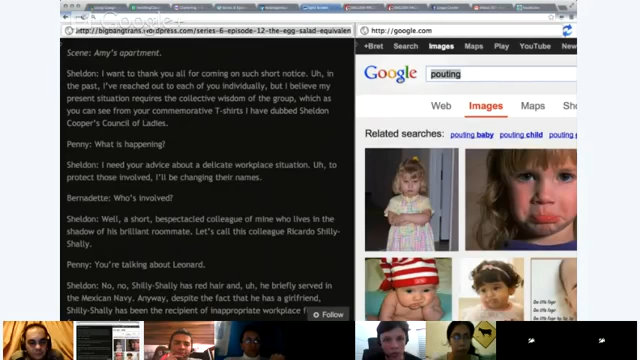 http://bigbangtrans.wordpress.com/series-6-episode-12-the-egg-salad-equivalen
http://google.com
+Bret Search Images Maps Play YouTube New
Google
pouting
Web Images Maps Sho
Related searches: pouting baby pouting child pouting
Scene: Amy's apartment.
Sheldon: I want to thank you all for coming on such short notice. Uh, in
the past, I've reached out to each of you individually, but I believe my
present situation requires the collective wisdom of the group, which as
you can see from your commemorative T-shirts I have dubbed Sheldon
Cooper's Council of Ladies.
Penny: What is happening?
Sheldon: I need your advice about a delicate workplace situation. Uh, to
protect those involved, I'll be changing their names.
Bernadette: Who's involved?
Sheldon: Well, a short, bespectacled colleague of mine who lives in the
shadow of his brilliant roommate. Let's call this colleague Ricardo Shilly-
Shally.
Penny: You're talking about Leonard.
Sheldon: No, no, Shilly-Shally has red hair and, uh, he briefly served in
the Mexican Navy. Anyway, despite the fact that he has a girlfriend,
Shilly-Shally has been the recipient of inappropriate workplace
Follow